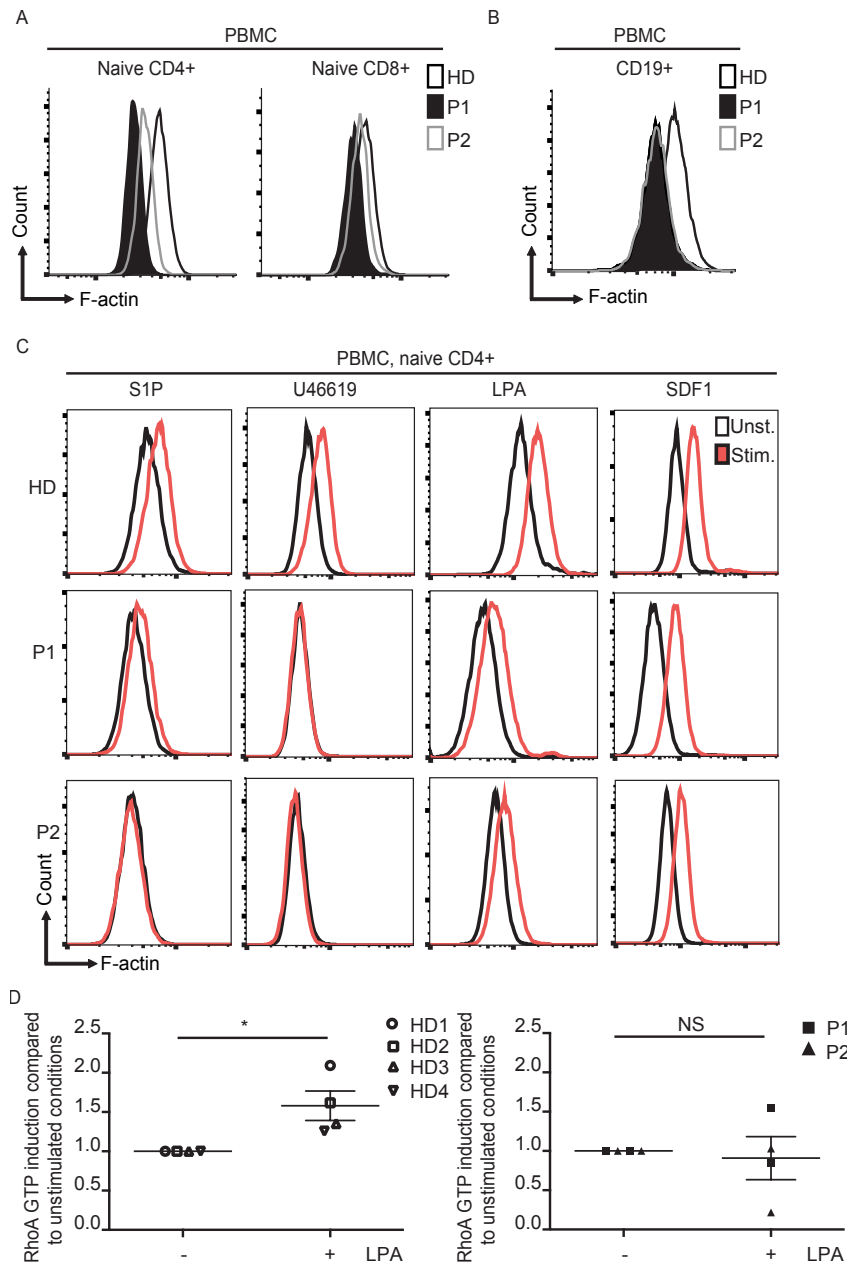 A
PBMC
Naive CD4+
Naive CD8+
HD
P1
P2
Count
F-actin
B
PBMC
CD19+
HD
P1
P2
Count
F-actin
C
PBMC, naive CD4+
S1P
U46619
LPA
SDF1
HD
Unst.
Stim.
P1
P2
Count
F-actin
D
RhoA GTP induction compared
to unstimulated conditions
2.5
2.0
1.5
1.0
0.5
0.0
*
HD1
HD2
HD3
HD4
- + LPA
RhoA GTP induction compared
to unstimulated conditions
2.5
2.0
1.5
1.0
0.5
0.0
NS
P1
P2
- + LPA